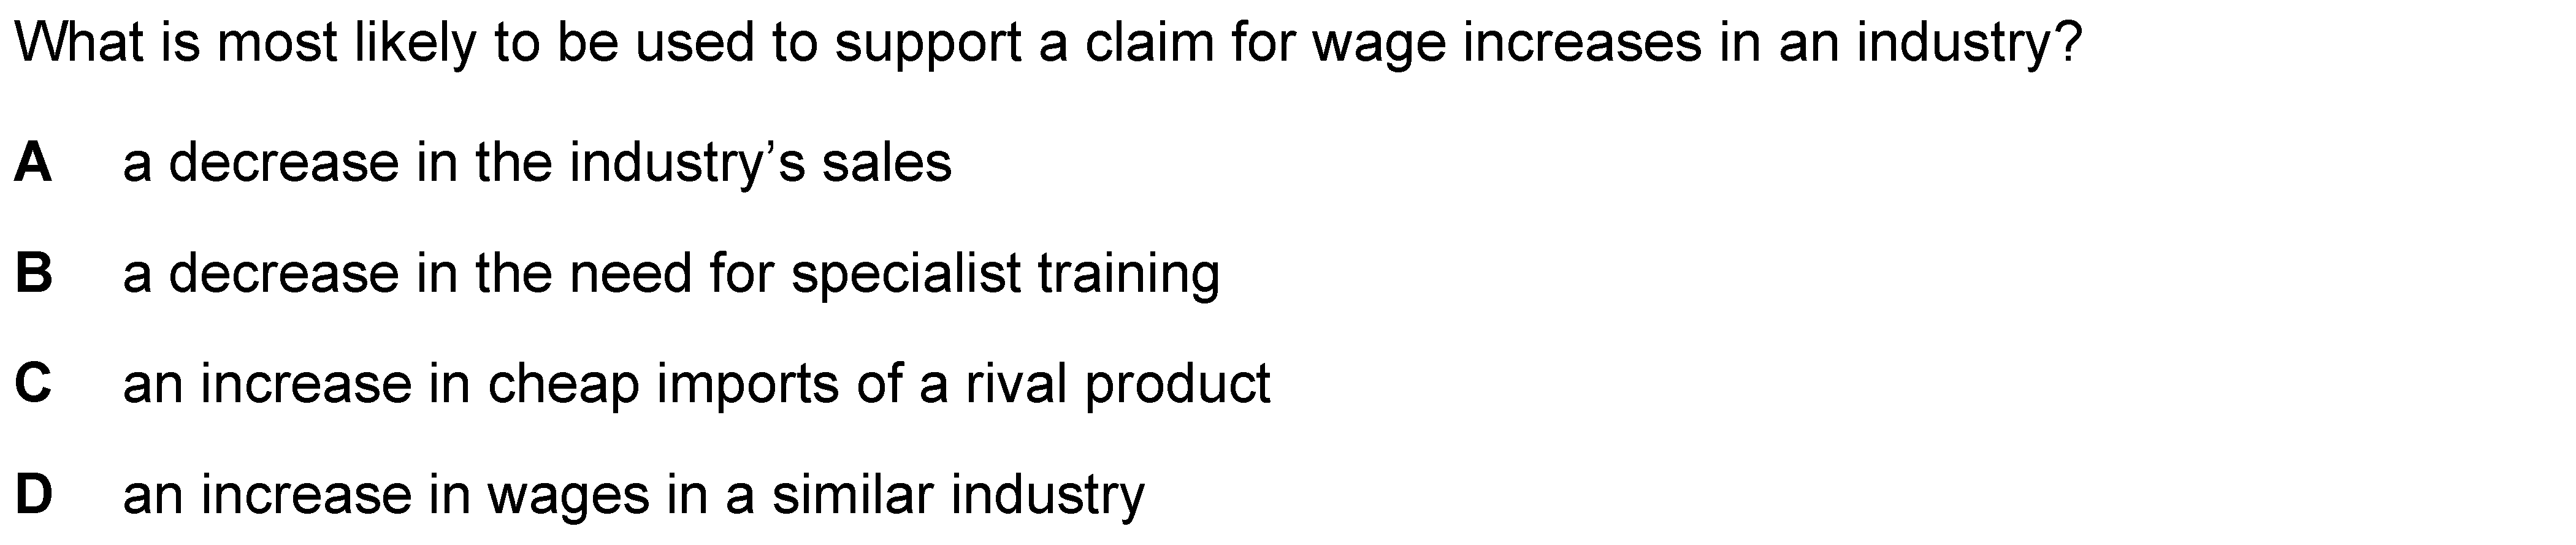 What is most likely to be used to support a claim for wage increases in an industry?
A a decrease in the industry’s sales
B a decrease in the need for specialist training
C an increase in cheap imports of a rival product
D an increase in wages in a similar industry